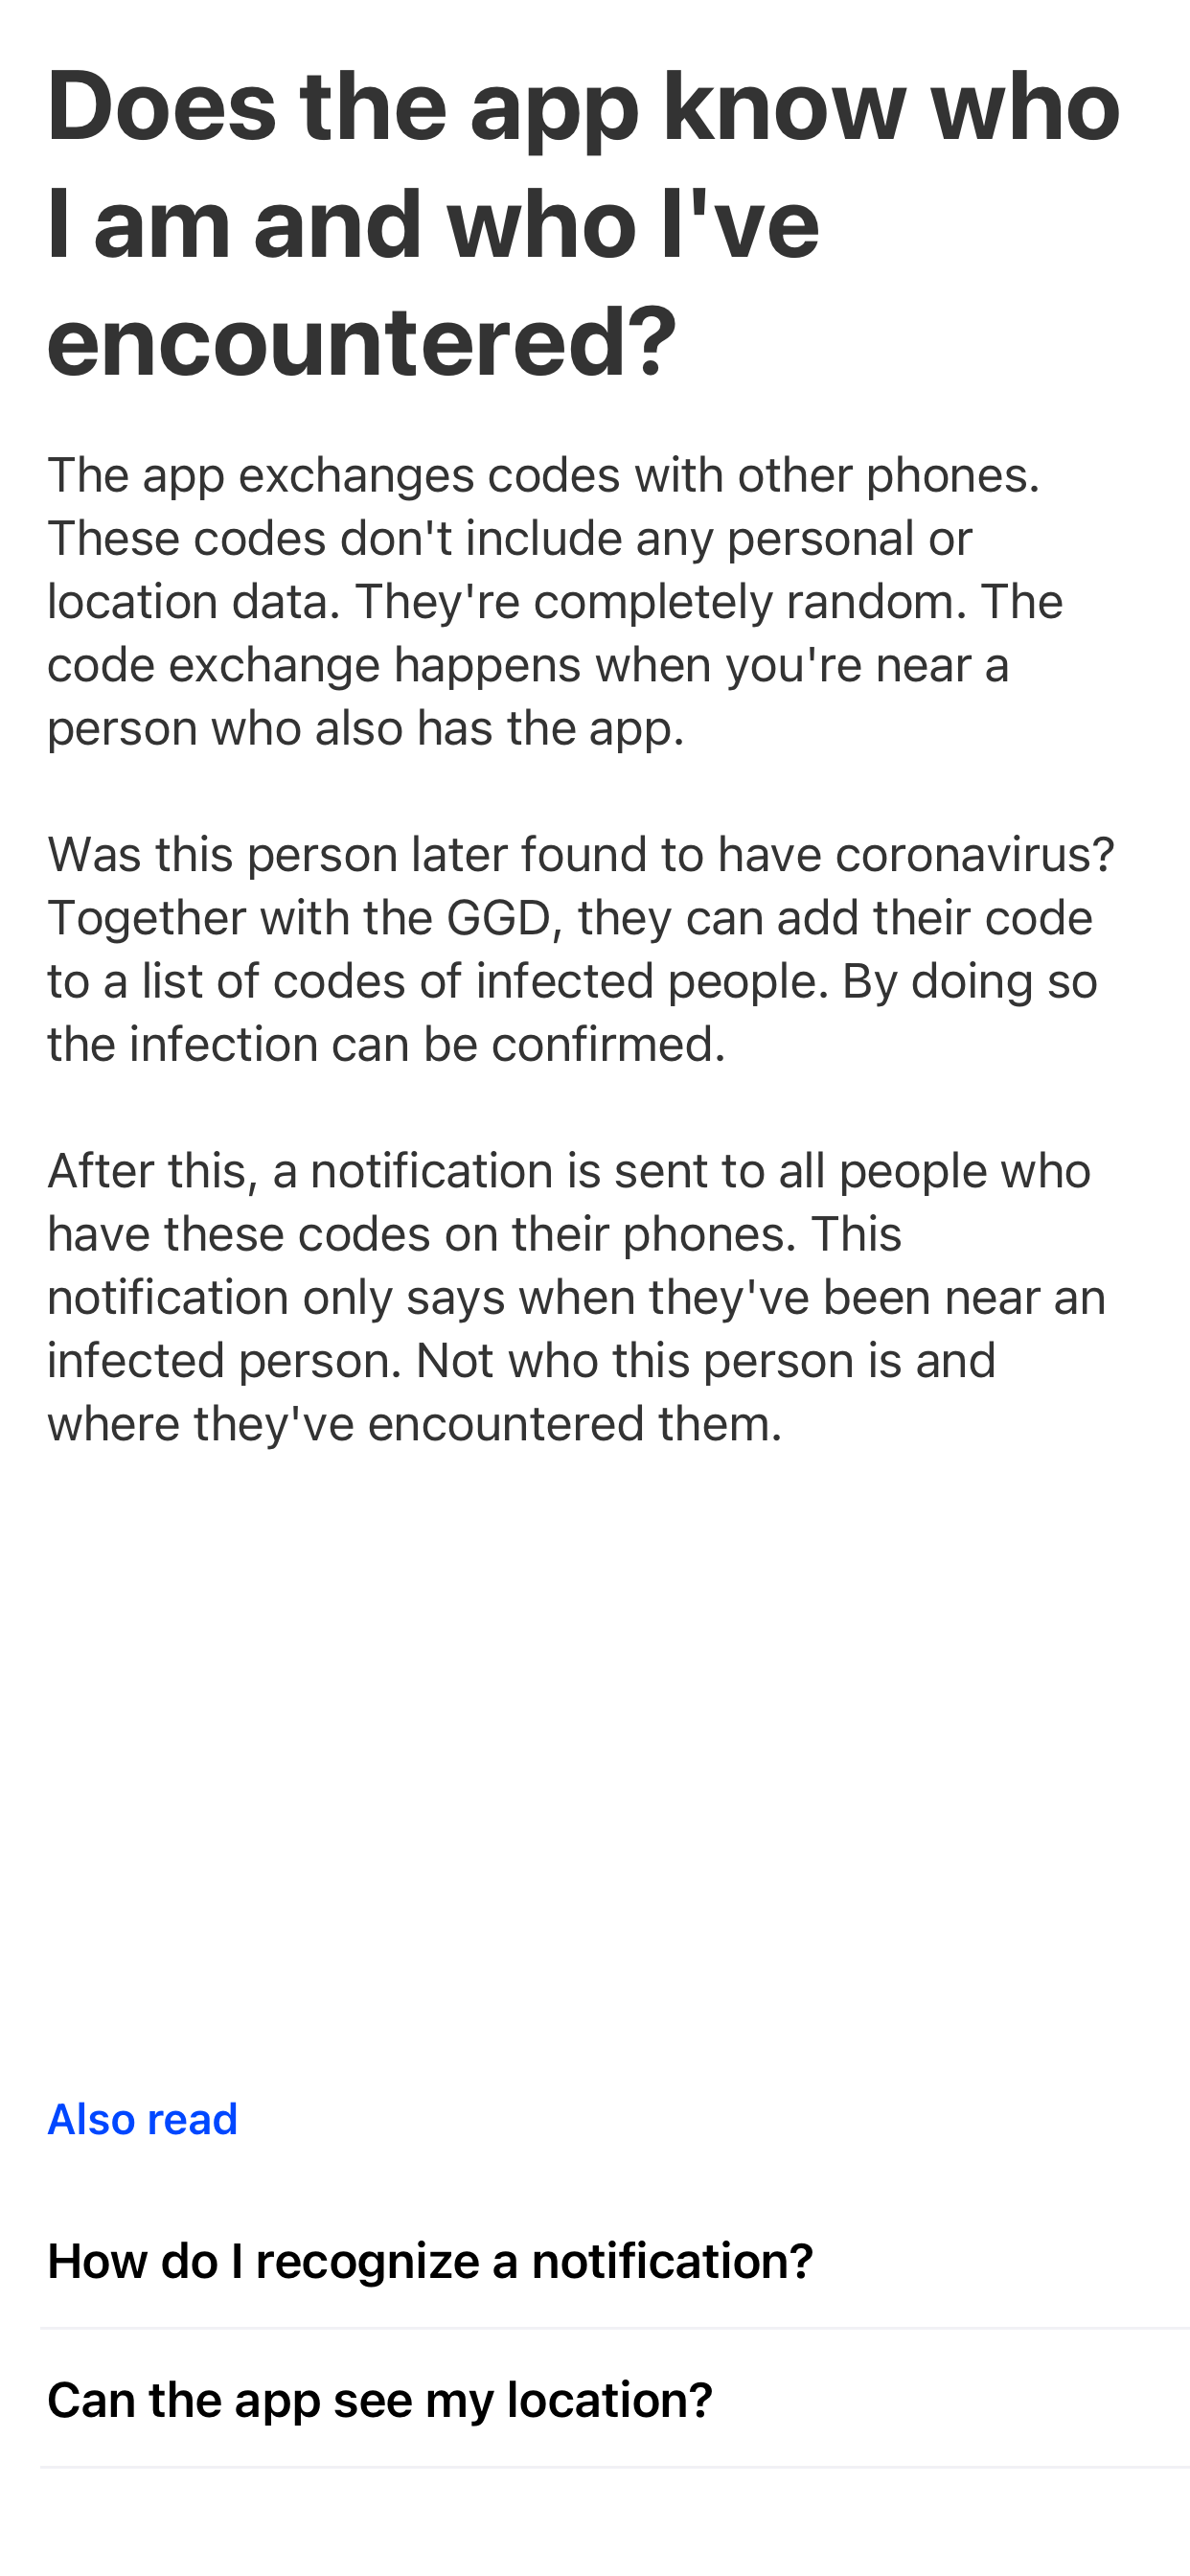 Does the app know who
I am and who I've
encountered?
The app exchanges codes with other phones.
These codes don't include any personal or
location data. They're completely random. The
code exchange happens when you're near a
person who also has the app.
Was this person later found to have coronavirus?
Together with the GGD, they can add their code
to a list of codes of infected people. By doing so
the infection can be confirmed.
After this, a notification is sent to all people who
have these codes on their phones. This
notification only says when they've been near an
infected person. Not who this person is and
where they've encountered them.
Also read
How do I recognize a notification?
Can the app see my location?